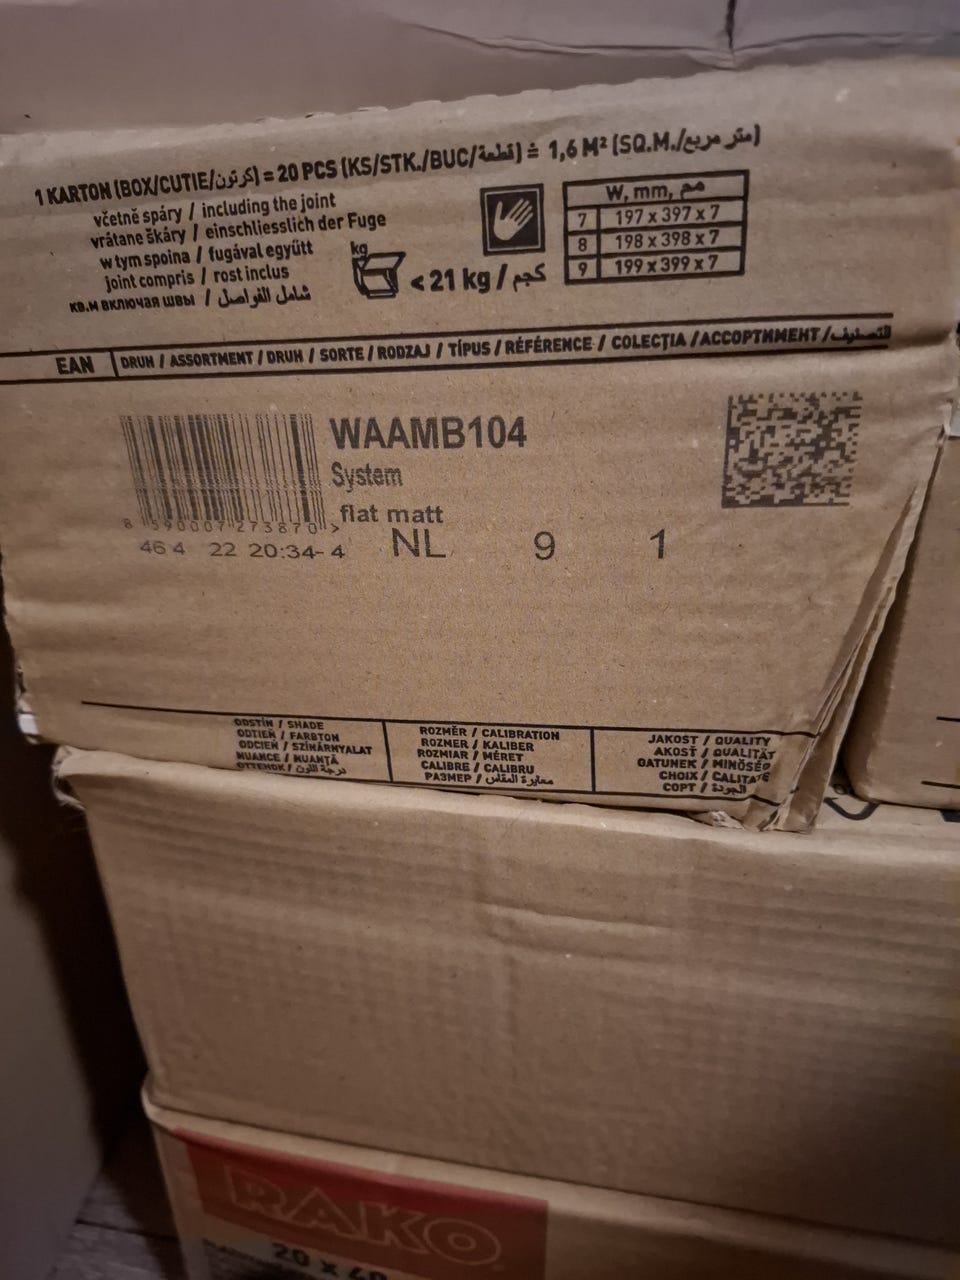 1 KARTON (BOX/CUTIE/كرتون) = 20 PCS (KS/STK./BUC/قطعة) ≐ 1,6 M² (SQ.M./متر مربع)
včetně spáry / including the joint
vrátane škáry / einschliesslich der Fuge
w tym spoina / fugával együtt
joint compris / rost inclus
КВ.М ВКЛЮЧАЯ ШВЫ / شامل الفواصل
kg
< 21 kg / كجم
W, mm, مم
7 197 x 397 x 7
8 198 x 398 x 7
9 199 x 399 x 7
EAN DRUH / ASSORTMENT / DRUH / SORTE / RODZAJ / TÍPUS / RÉFÉRENCE / COLECȚIA / АССОРТИМЕНТ / التصنيف
WAAMB104
System
flat matt
8 590007 273870 >
46 4 22 20:34- 4 NL 9 1
ODSTÍN / SHADE
ODTIEŇ / FARBTON
ODCIEŃ / SZÍNÁRNYALAT
NUANCE / NUANȚĂ
ОТТЕНОК / درجة اللون
ROZMĚR / CALIBRATION
ROZMER / KALIBER
ROZMIAR / MÉRET
CALIBRE / CALIBRU
РАЗМЕР / معايرة المقاس
JAKOST / QUALITY
AKOSŤ / QUALITÄT
GATUNEK / MINŐSÉG
CHOIX / CALITATE
СОРТ / الجودة
RAKO
20 x 40